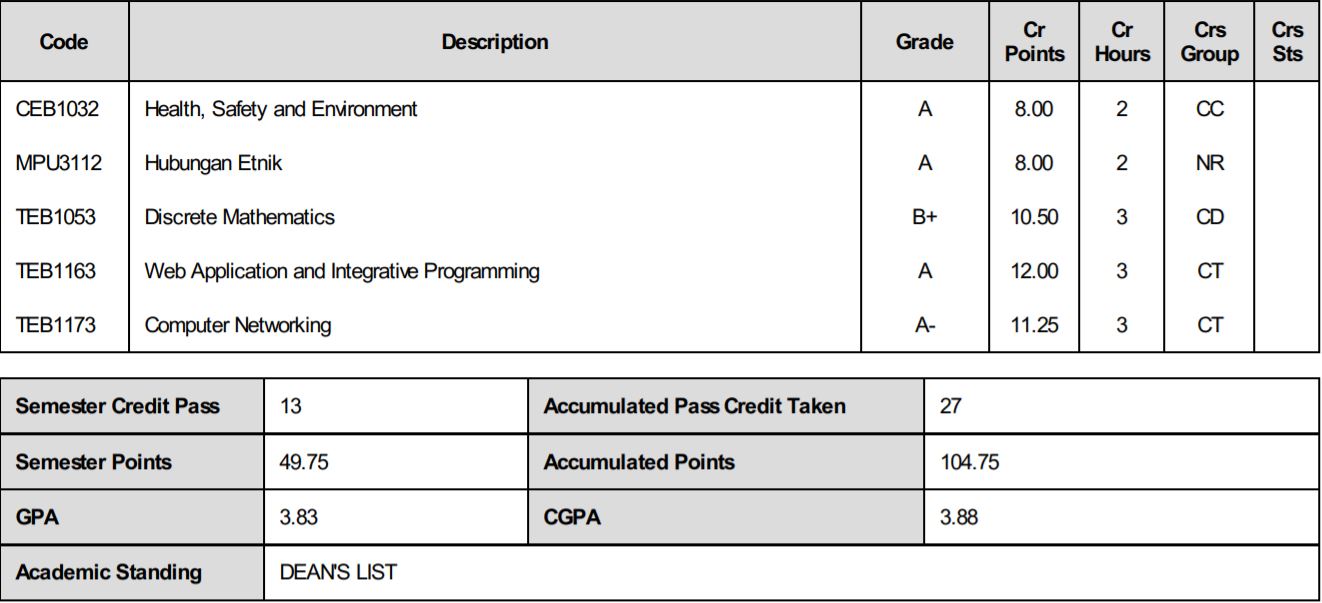 Code Description Grade Cr Points Cr Hours Crs Group Crs Sts
CEB1032 Health, Safety and Environment A 8.00 2 CC
MPU3112 Hubungan Etnik A 8.00 2 NR
TEB1053 Discrete Mathematics B+ 10.50 3 CD
TEB1163 Web Application and Integrative Programming A 12.00 3 CT
TEB1173 Computer Networking A- 11.25 3 CT
Semester Credit Pass 13 Accumulated Pass Credit Taken 27
Semester Points 49.75 Accumulated Points 104.75
GPA 3.83 CGPA 3.88
Academic Standing DEAN'S LIST